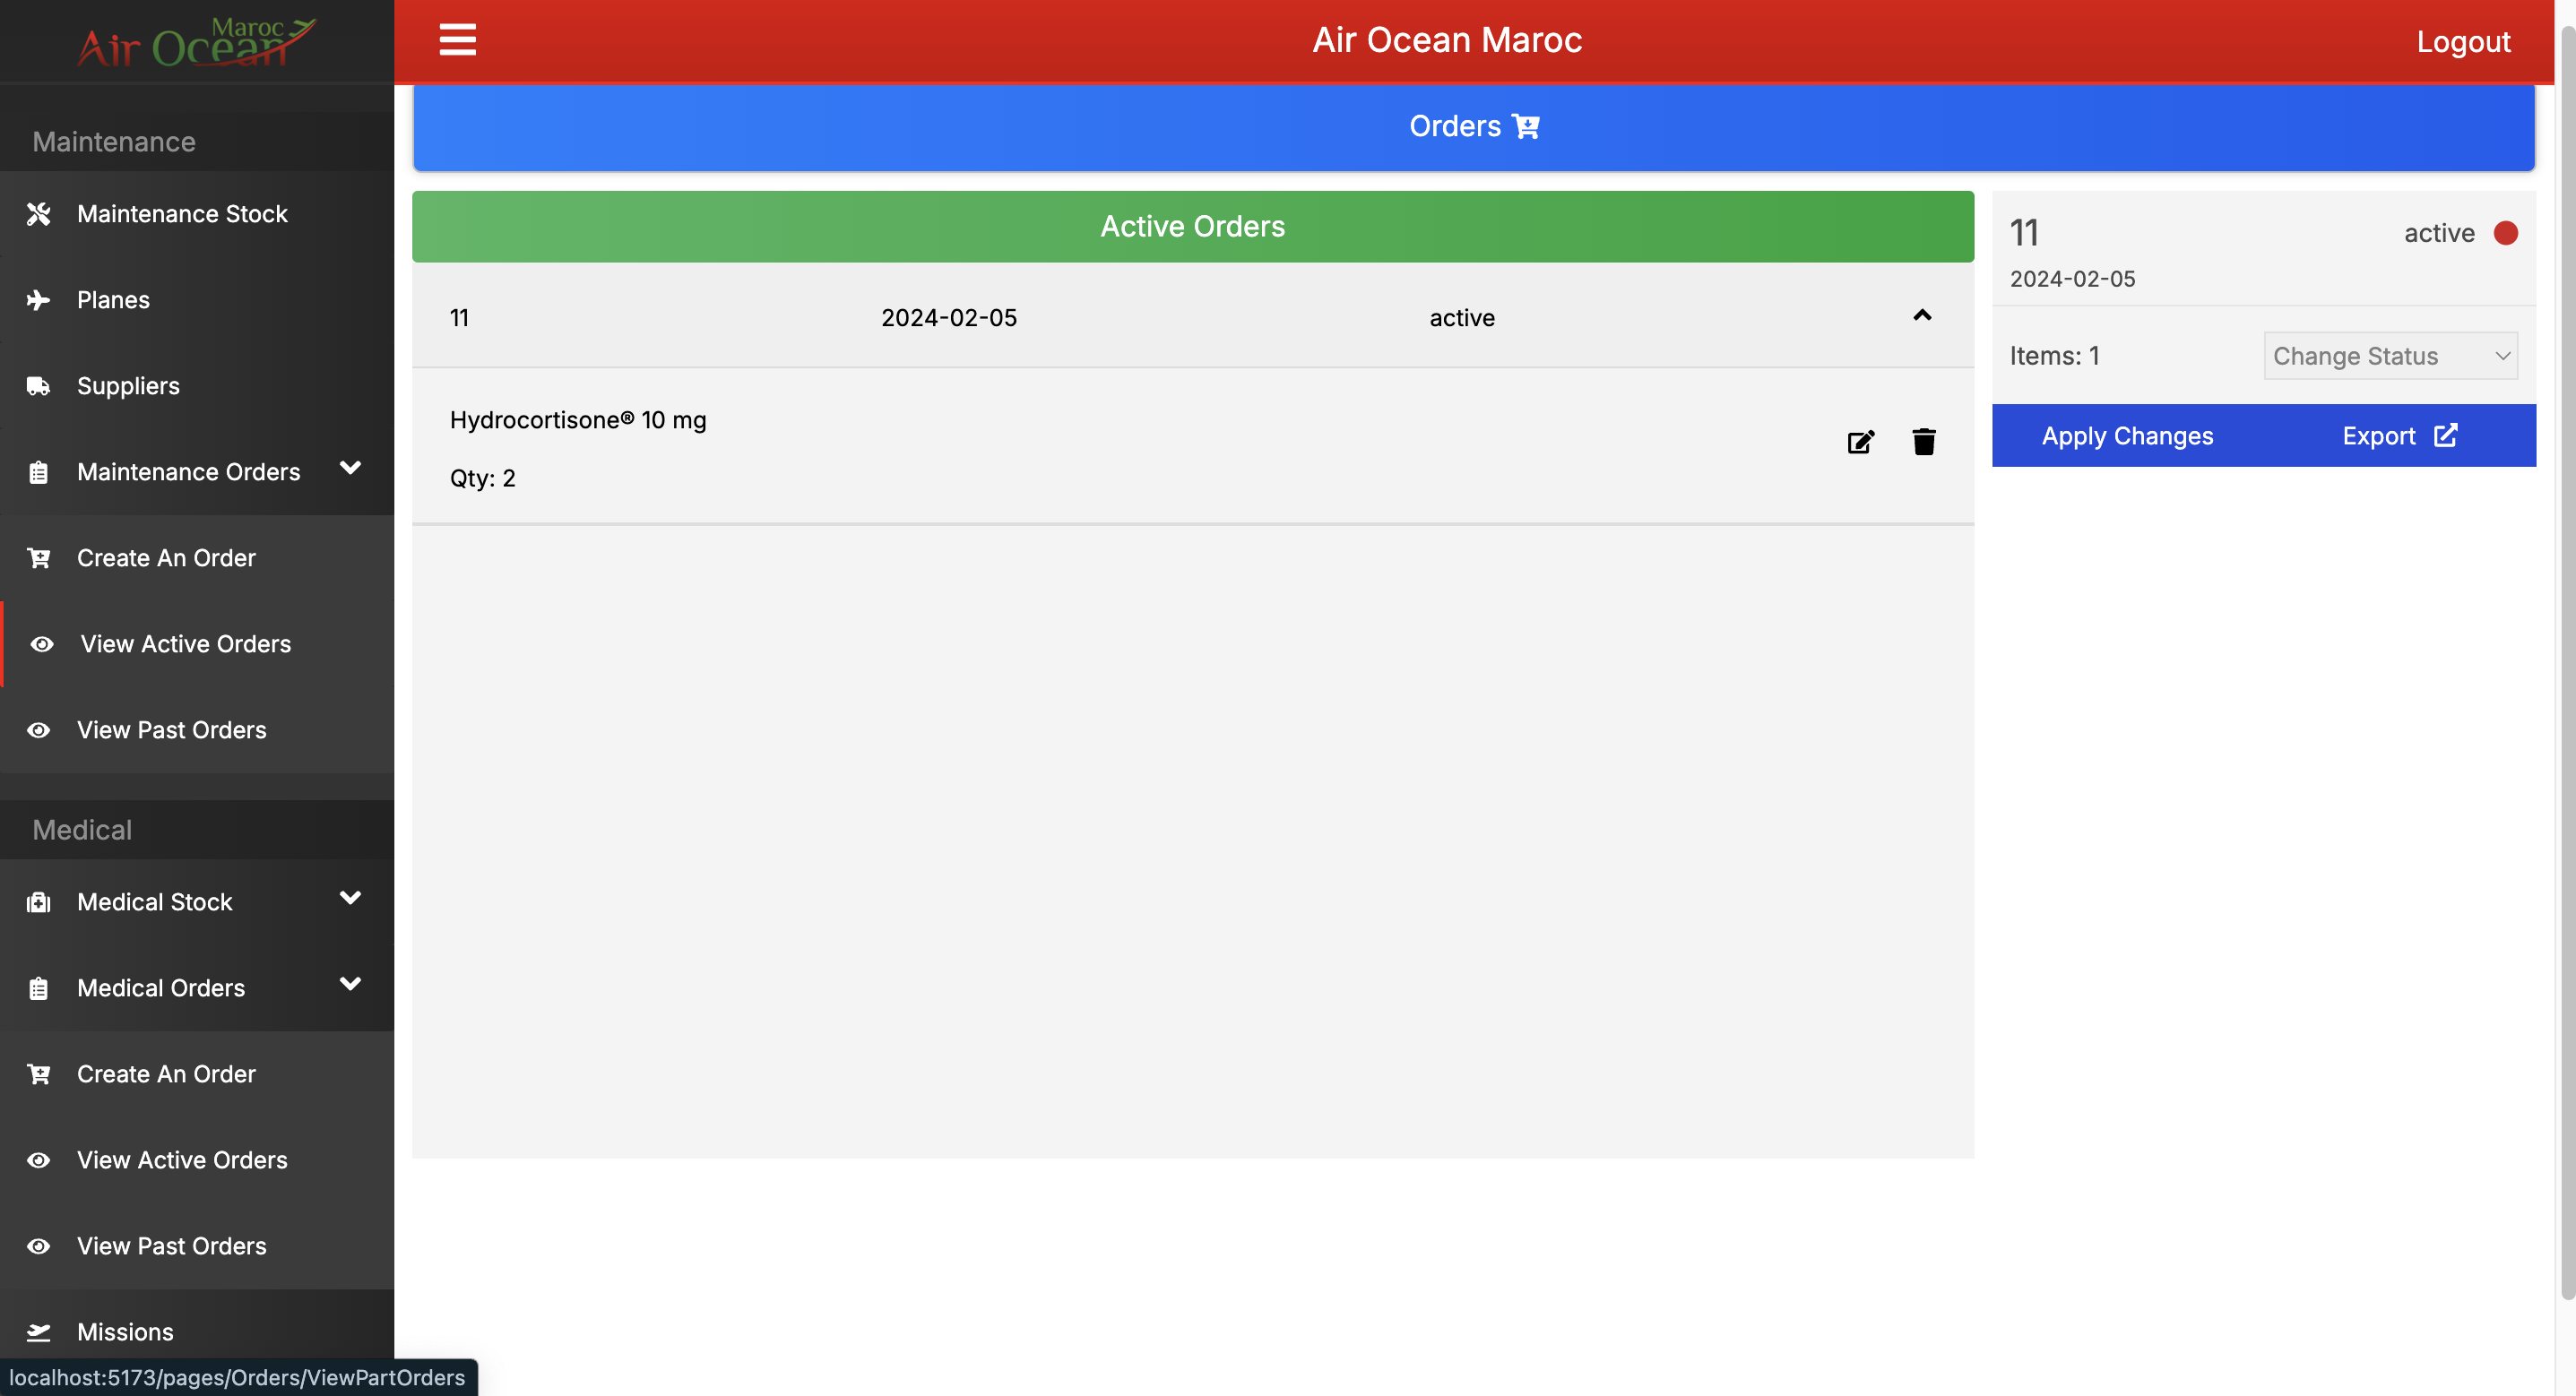 Air Ocean Maroc
Air Ocean Maroc
Logout
Maintenance
Maintenance Stock
Planes
Suppliers
Maintenance Orders
Create An Order
View Active Orders
View Past Orders
Medical
Medical Stock
Medical Orders
Create An Order
View Active Orders
View Past Orders
Missions
localhost:5173/pages/Orders/ViewPartOrders
Orders
Active Orders
11 2024-02-05 active
Hydrocortisone® 10 mg
Qty: 2
11 active
2024-02-05
Items: 1 Change Status
Apply Changes Export